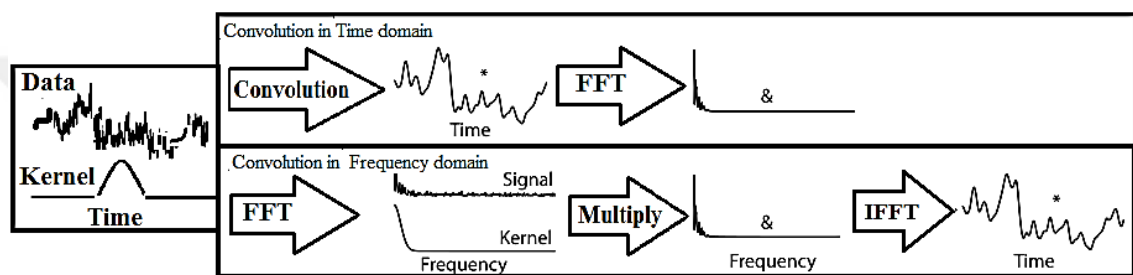 Data
Kernel
Time
Convolution in Time domain
Convolution
*
Time
FFT
&
Convolution in Frequency domain
FFT
Signal
Kernel
Frequency
Multiply
&
Frequency
IFFT
*
Time